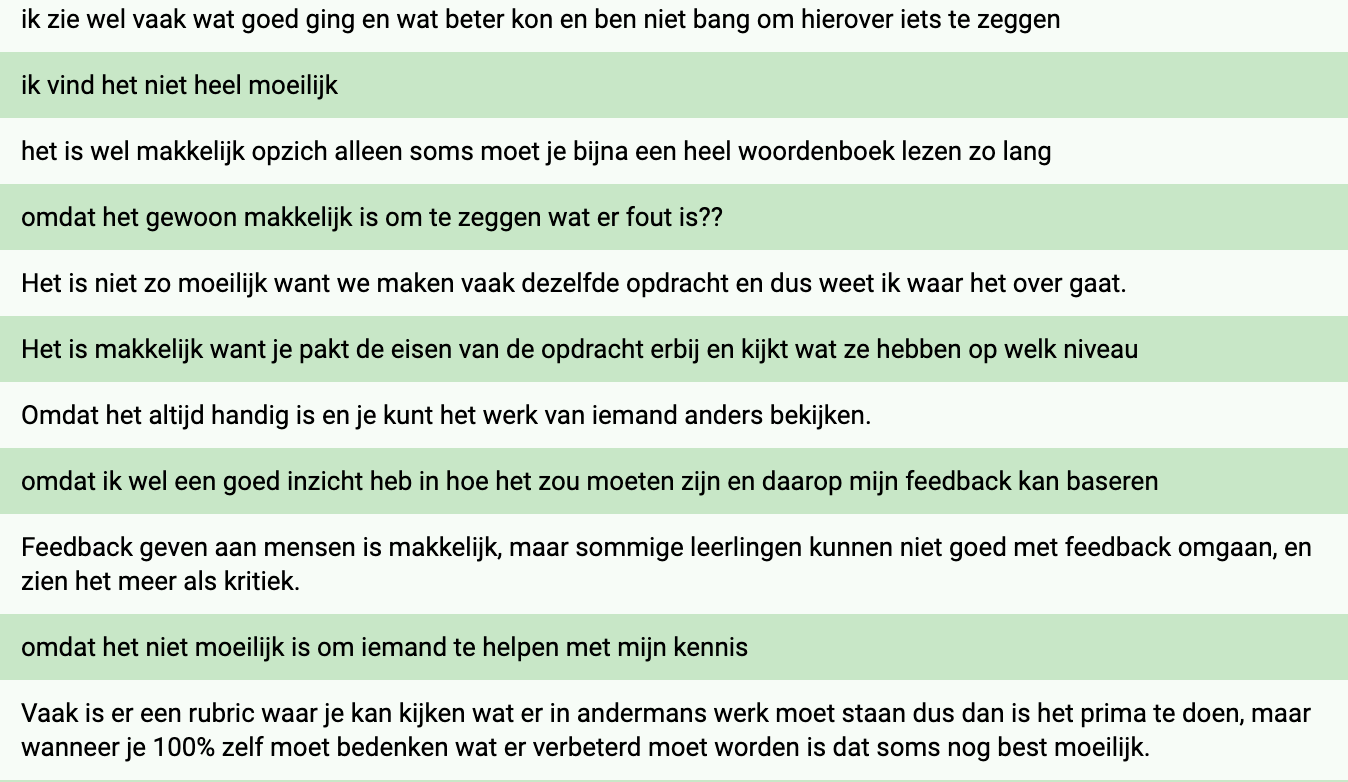 ik zie wel vaak wat goed ging en wat beter kon en ben niet bang om hierover iets te zeggen
ik vind het niet heel moeilijk
het is wel makkelijk opzich alleen soms moet je bijna een heel woordenboek lezen zo lang
omdat het gewoon makkelijk is om te zeggen wat er fout is??
Het is niet zo moeilijk want we maken vaak dezelfde opdracht en dus weet ik waar het over gaat.
Het is makkelijk want je pakt de eisen van de opdracht erbij en kijkt wat ze hebben op welk niveau
Omdat het altijd handig is en je kunt het werk van iemand anders bekijken.
omdat ik wel een goed inzicht heb in hoe het zou moeten zijn en daarop mijn feedback kan baseren
Feedback geven aan mensen is makkelijk, maar sommige leerlingen kunnen niet goed met feedback omgaan, en
zien het meer als kritiek.
omdat het niet moeilijk is om iemand te helpen met mijn kennis
Vaak is er een rubric waar je kan kijken wat er in andermans werk moet staan dus dan is het prima te doen, maar
wanneer je 100% zelf moet bedenken wat er verbeterd moet worden is dat soms nog best moeilijk.